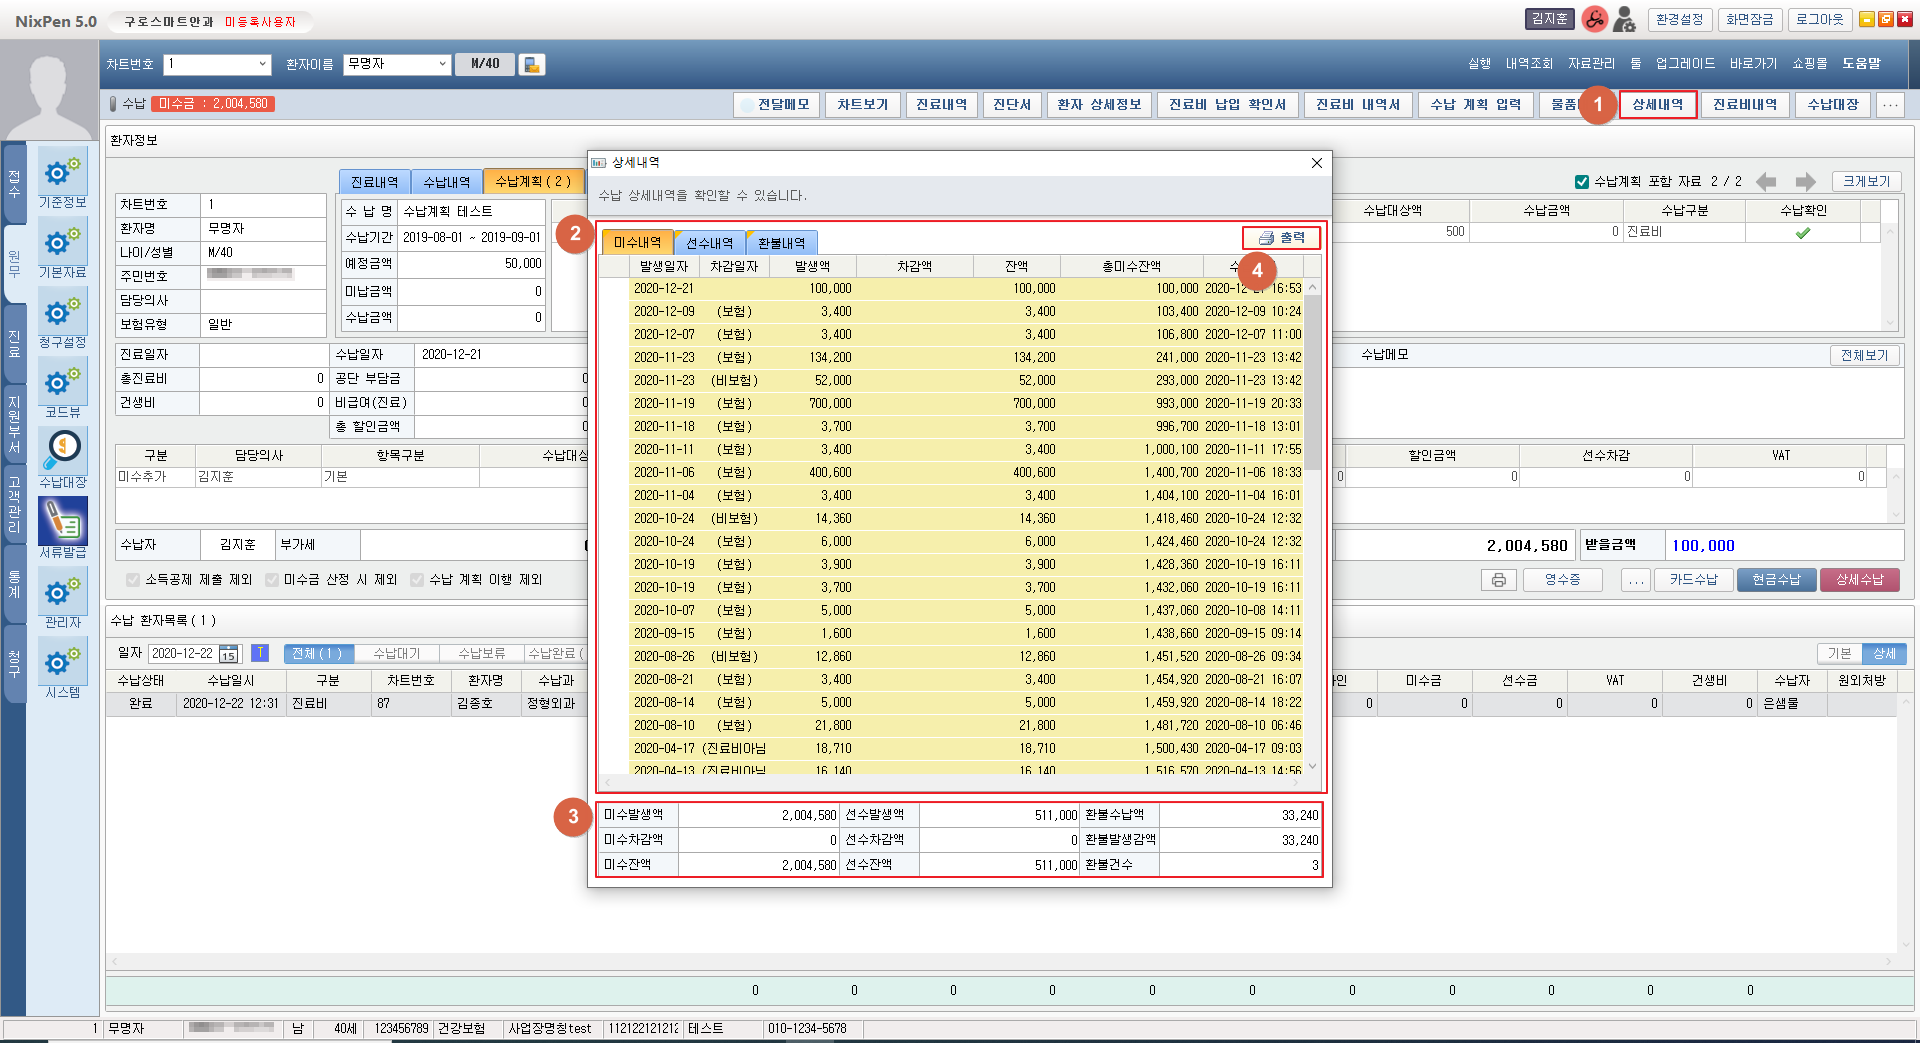 NixPen 5.0 구로스마트안과 미등록사용자 김지훈 환경설정 화면잠금 로그아웃
차트번호 1 환자이름 무명자 M/40 실행 내역조회 자료관리 툴 업그레이드 바로가기 쇼핑몰 도움말
수납 미수금 : 2,004,580 전달메모 차트보기 진료내역 진단서 환자 상세정보 진료비 납입 확인서 진료비 내역서 수납 계획 입력 물품 1 상세내역 진료비내역 수납대장 ...
환자정보
접수
원무
진료
지원부서
고객관리
통계
청구
기준정보
기본자료
청구설정
코드뷰
수납대장
서류발급
관리자
시스템
진료내역 수납내역 수납계획 ( 2 )
수납계획 포함 자료 2 / 2 크게보기
차트번호 1
환자명 무명자
나이/성별 M/40
주민번호
담당의사
보험유형 일반
수 납 명 수납계획 테스트
수납기간 2019-08-01 ~ 2019-09-01
예정금액 50,000
미납금액 0
수납금액 0
수납대상액 수납금액 수납구분 수납확인
500 0 진료비
진료일자 수납일자 2020-12-21
총진료비 0 공단 부담금 0
건생비 0 비급여(진료) 0
총 할인금액 0
수납메모 전체보기
구분 담당의사 항목구분 수납대상
미수추가 김지훈 기본
할인금액 선수차감 VAT
0 0 0 0
수납자 김지훈 부가세
2,004,580 받을금액 100,000
소득공제 제출 제외 미수금 산정 시 제외 수납 계획 이행 제외
영수증 ... 카드수납 현금수납 상세수납
수납 환자목록 ( 1 )
일자 2020-12-22 15 T 전체 ( 1 ) 수납대기 수납보류 수납완료 (
기본 상세
수납상태 수납일시 구분 차트번호 환자명 수납과
완료 2020-12-22 12:31 진료비 87 김종호 정형외과
인 미수금 선수금 VAT 건생비 수납자 원외처방
0 0 0 0 0 은샘물
상세내역
수납 상세내역을 확인할 수 있습니다.
2
미수내역 선수내역 환불내역 출력
4
발생일자 차감일자 발생액 차감액 잔액 총미수잔액 수
2020-12-21 100,000 100,000 100,000 2020-12-21 16:53
2020-12-09 (보험) 3,400 3,400 103,400 2020-12-09 10:24
2020-12-07 (보험) 3,400 3,400 106,800 2020-12-07 11:00
2020-11-23 (보험) 134,200 134,200 241,000 2020-11-23 13:42
2020-11-23 (비보험) 52,000 52,000 293,000 2020-11-23 13:42
2020-11-19 (보험) 700,000 700,000 993,000 2020-11-19 20:33
2020-11-18 (보험) 3,700 3,700 996,700 2020-11-18 13:01
2020-11-11 (보험) 3,400 3,400 1,000,100 2020-11-11 17:55
2020-11-06 (보험) 400,600 400,600 1,400,700 2020-11-06 18:33
2020-11-04 (보험) 3,400 3,400 1,404,100 2020-11-04 16:01
2020-10-24 (비보험) 14,360 14,360 1,418,460 2020-10-24 12:32
2020-10-24 (보험) 6,000 6,000 1,424,460 2020-10-24 12:32
2020-10-19 (보험) 3,900 3,900 1,428,360 2020-10-19 16:11
2020-10-19 (보험) 3,700 3,700 1,432,060 2020-10-19 16:11
2020-10-07 (보험) 5,000 5,000 1,437,060 2020-10-08 14:11
2020-09-15 (보험) 1,600 1,600 1,438,660 2020-09-15 09:14
2020-08-26 (비보험) 12,860 12,860 1,451,520 2020-08-26 09:34
2020-08-21 (보험) 3,400 3,400 1,454,920 2020-08-21 16:07
2020-08-14 (보험) 5,000 5,000 1,459,920 2020-08-14 18:22
2020-08-10 (보험) 21,800 21,800 1,481,720 2020-08-10 06:46
2020-04-17 (진료비아님 18,710 18,710 1,500,430 2020-04-17 09:03
2020-04-13 (진료비아님 16,140 16,140 1,516,570 2020-04-13 14:56
3
미수발생액 2,004,580 선수발생액 511,000 환불수납액 33,240
미수차감액 0 선수차감액 0 환불발생감액 33,240
미수잔액 2,004,580 선수잔액 511,000 환불건수 3
0 0 0 0 0 0 0 0 0 0 0
1 무명자 남 40세 123456789 건강보험 사업장명칭test 112122121212 테스트 010-1234-5678